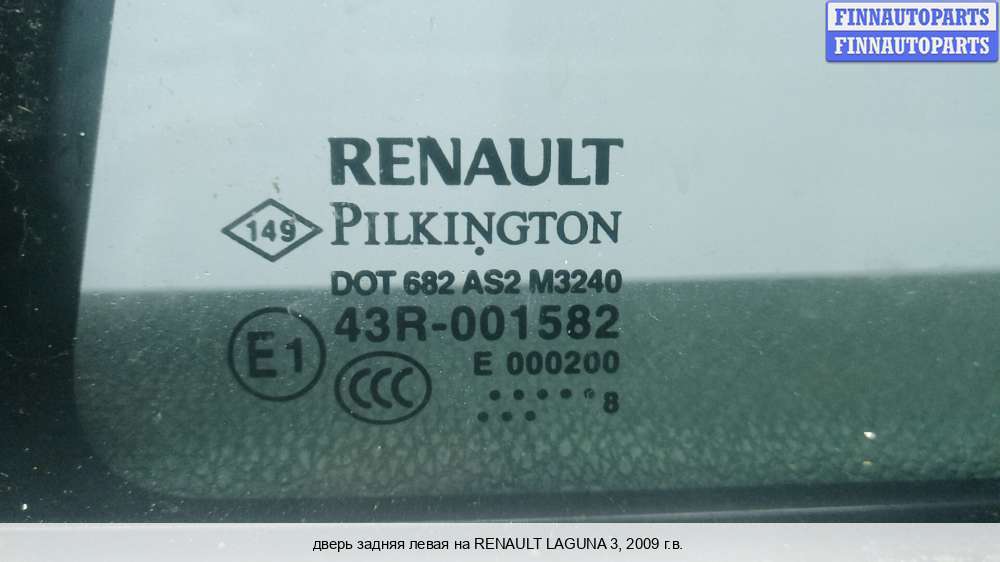 FINNAUTOPARTS
FINNAUTOPARTS
RENAULT
149 PILKINGTON
DOT 682 AS2 M3240
43R-001582
E1
E 000200
CCC
8
дверь задняя левая на RENAULT LAGUNA 3, 2009 г.в.